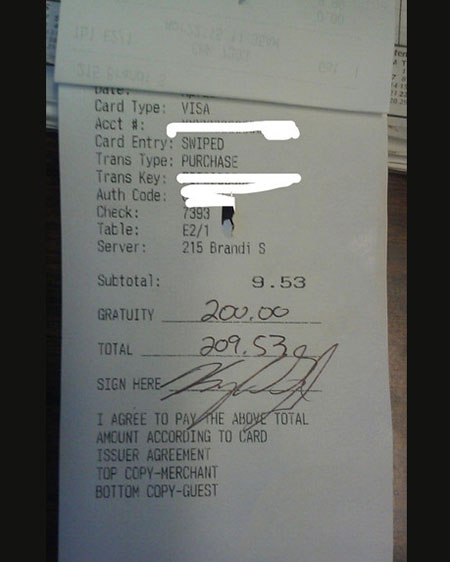 Date:
Card Type: VISA
Acct #:
Card Entry: SWIPED
Trans Type: PURCHASE
Trans Key:
Auth Code:
Check: 7393
Table: E2/1
Server: 215 Brandi S
Subtotal: 9.53
GRATUITY 200.00
TOTAL 209.53
SIGN HERE
I AGREE TO PAY THE ABOVE TOTAL
AMOUNT ACCORDING TO CARD
ISSUER AGREEMENT
TOP COPY-MERCHANT
BOTTOM COPY-GUEST